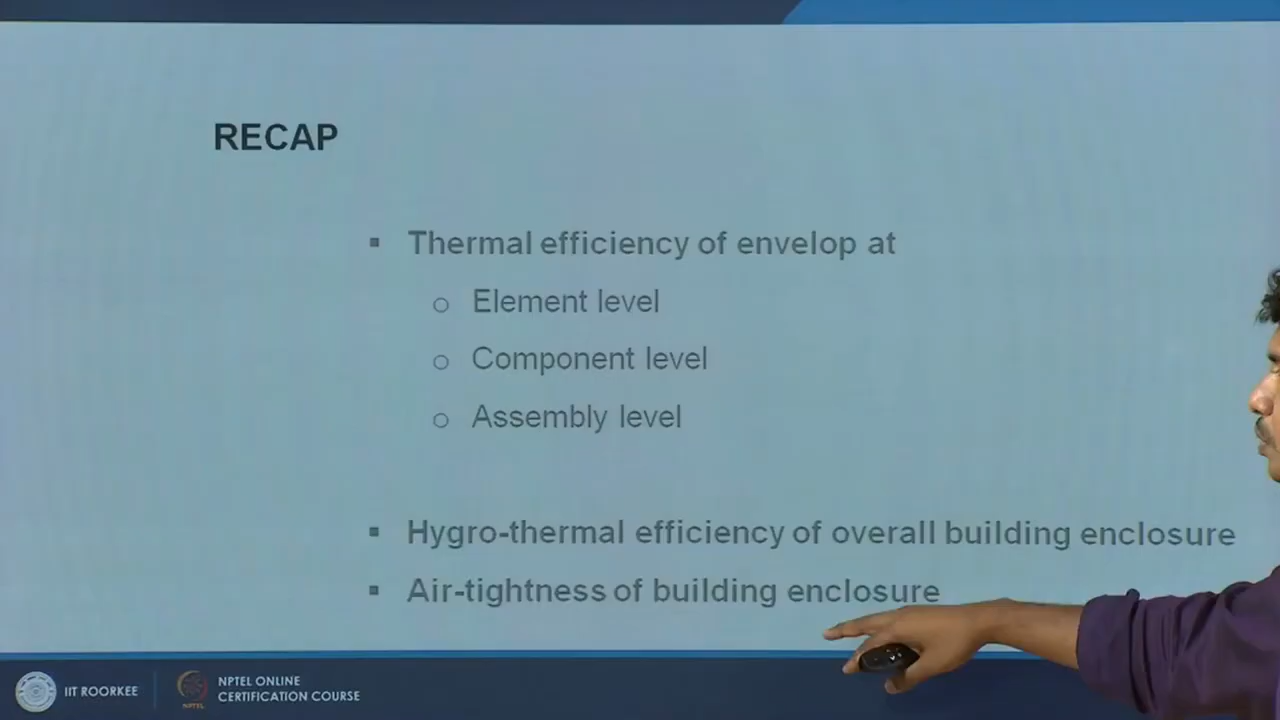 RECAP
▪ Thermal efficiency of envelop at
o Element level
o Component level
o Assembly level
▪ Hygro-thermal efficiency of overall building enclosure
▪ Air-tightness of building enclosure
IIT ROORKEE
NPTEL
NPTEL ONLINE
CERTIFICATION COURSE